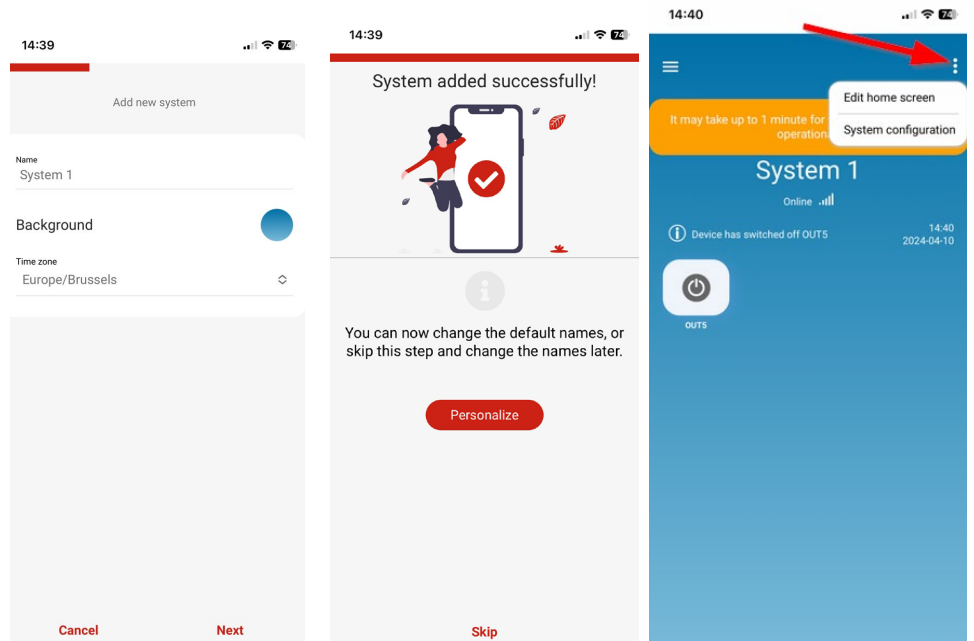 14:39
74
Add new system
Name
System 1
Background
Time zone
Europe/Brussels
Cancel
Next
14:39
74
System added successfully!
You can now change the default names, or
skip this step and change the names later.
Personalize
Skip
14:40
74
Edit home screen
System configuration
It may take up to 1 minute for
operation
System 1
Online
Device has switched off OUT5
14:40
2024-04-10
OUT5